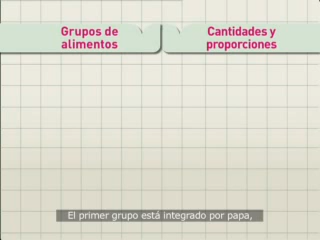 Grupos de
alimentos
Cantidades y
proporciones
El primer grupo está integrado por papa,